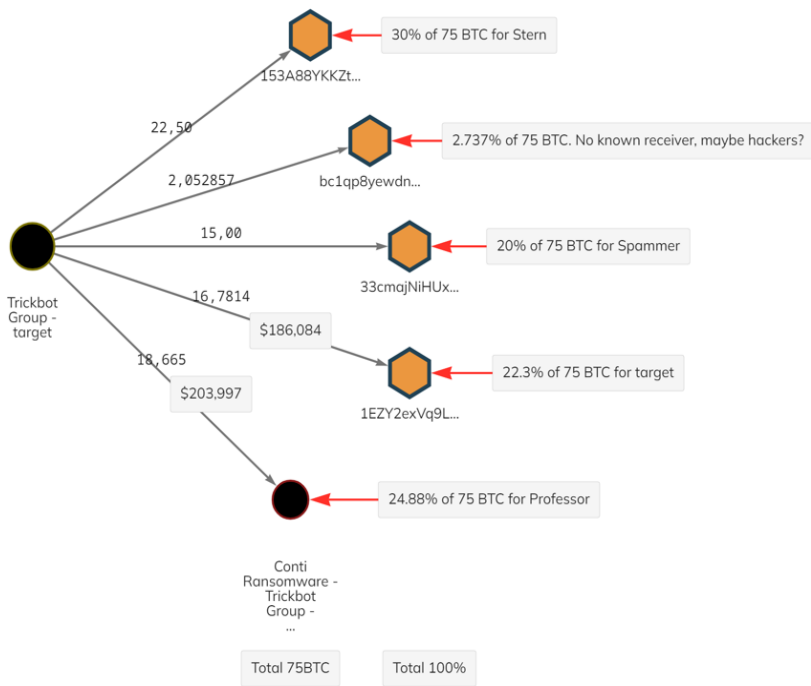 30% of 75 BTC for Stern
153A88YKKZt...
22,50
2.737% of 75 BTC. No known receiver, maybe hackers?
2,052857
bc1qp8yewdn...
15,00
20% of 75 BTC for Spammer
33cmajNiHUx...
Trickbot
Group -
target
16,7814
$186,084
18,665
22.3% of 75 BTC for target
$203,997
1EZY2exVq9L...
24.88% of 75 BTC for Professor
Conti
Ransomware -
Trickbot
Group -
...
Total 75BTC
Total 100%